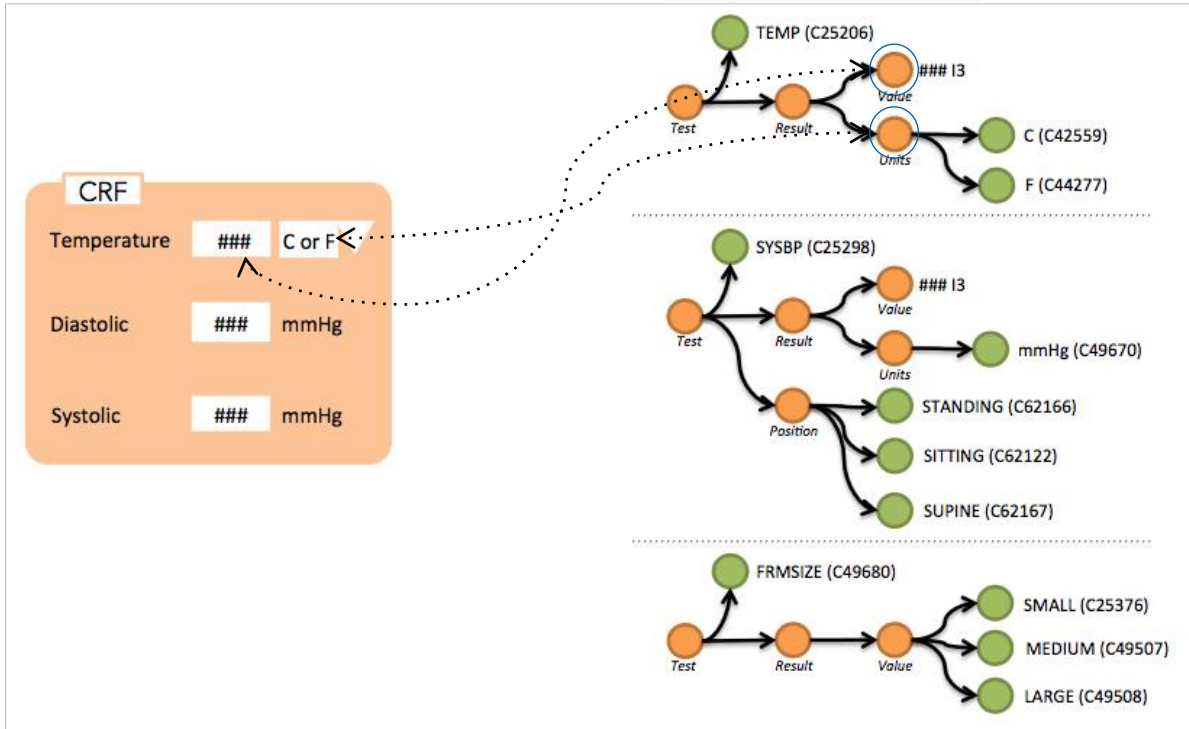 CRF
Temperature ### C or F
Diastolic ### mmHg
Systolic ### mmHg
TEMP (C25206)
### I3
Value
Test
Result
Units
C (C42559)
F (C44277)
SYSBP (C25298)
### I3
Value
Test
Result
Units
mmHg (C49670)
Position
STANDING (C62166)
SITTING (C62122)
SUPINE (C62167)
FRMSIZE (C49680)
Test
Result
Value
SMALL (C25376)
MEDIUM (C49507)
LARGE (C49508)